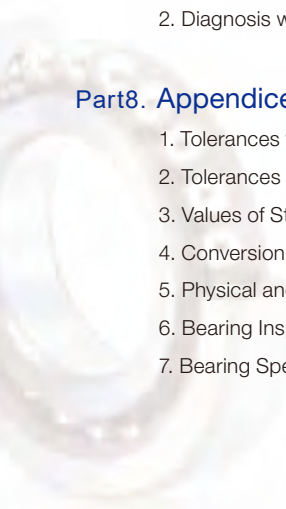 2. Diagnosis w
Part8. Appendice
1. Tolerances
2. Tolerances
3. Values of St
4. Conversion
5. Physical and
6. Bearing Ins
7. Bearing Spe